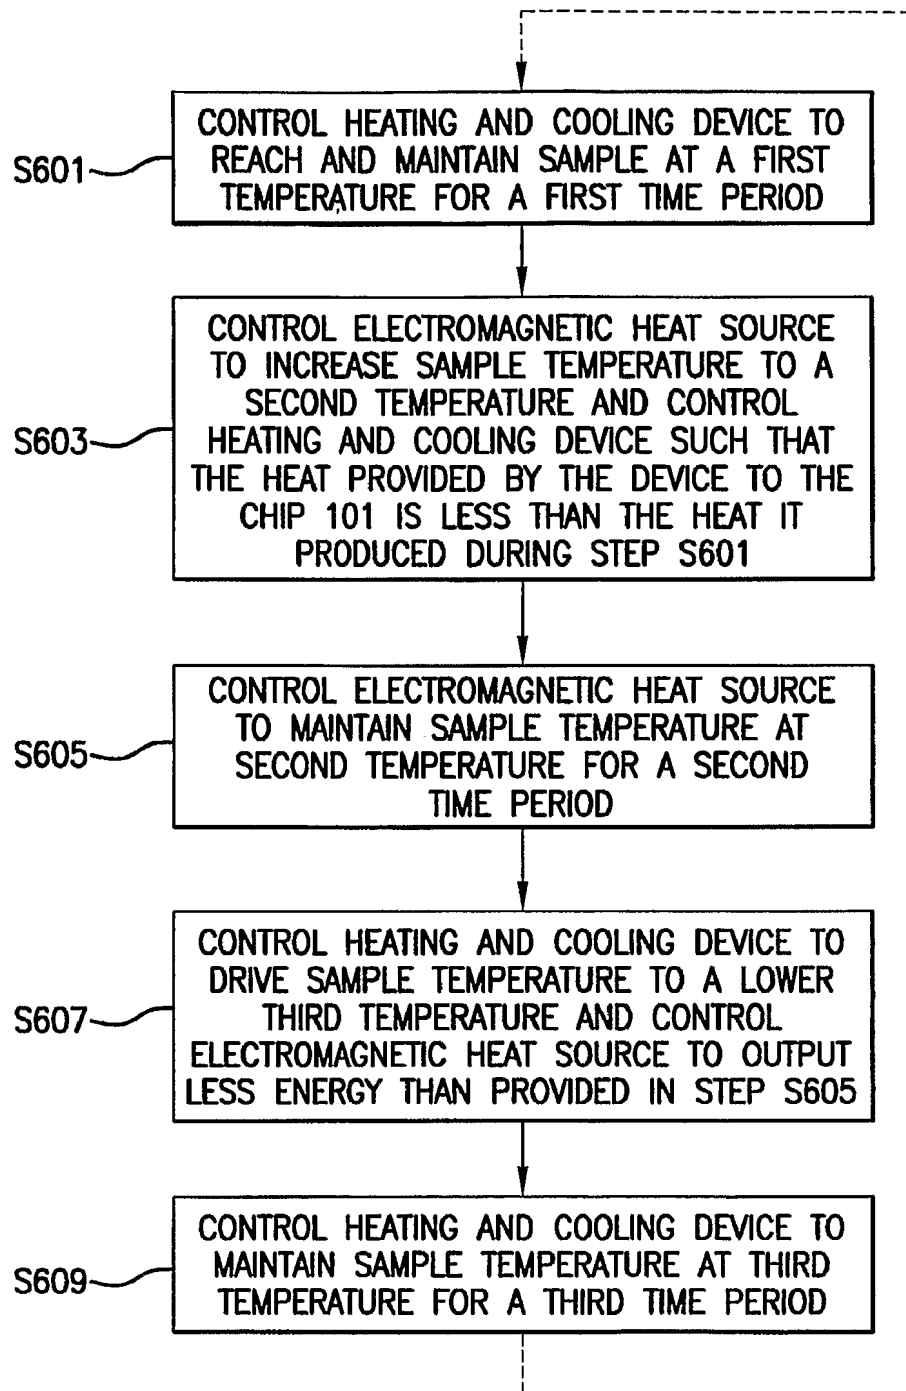 S601
CONTROL HEATING AND COOLING DEVICE TO
REACH AND MAINTAIN SAMPLE AT A FIRST
TEMPERATURE FOR A FIRST TIME PERIOD
S603
CONTROL ELECTROMAGNETIC HEAT SOURCE
TO INCREASE SAMPLE TEMPERATURE TO A
SECOND TEMPERATURE AND CONTROL
HEATING AND COOLING DEVICE SUCH THAT
THE HEAT PROVIDED BY THE DEVICE TO THE
CHIP 101 IS LESS THAN THE HEAT IT
PRODUCED DURING STEP S601
S605
CONTROL ELECTROMAGNETIC HEAT SOURCE
TO MAINTAIN SAMPLE TEMPERATURE AT
SECOND TEMPERATURE FOR A SECOND
TIME PERIOD
S607
CONTROL HEATING AND COOLING DEVICE TO
DRIVE SAMPLE TEMPERATURE TO A LOWER
THIRD TEMPERATURE AND CONTROL
ELECTROMAGNETIC HEAT SOURCE TO OUTPUT
LESS ENERGY THAN PROVIDED IN STEP S605
S609
CONTROL HEATING AND COOLING DEVICE TO
MAINTAIN SAMPLE TEMPERATURE AT THIRD
TEMPERATURE FOR A THIRD TIME PERIOD